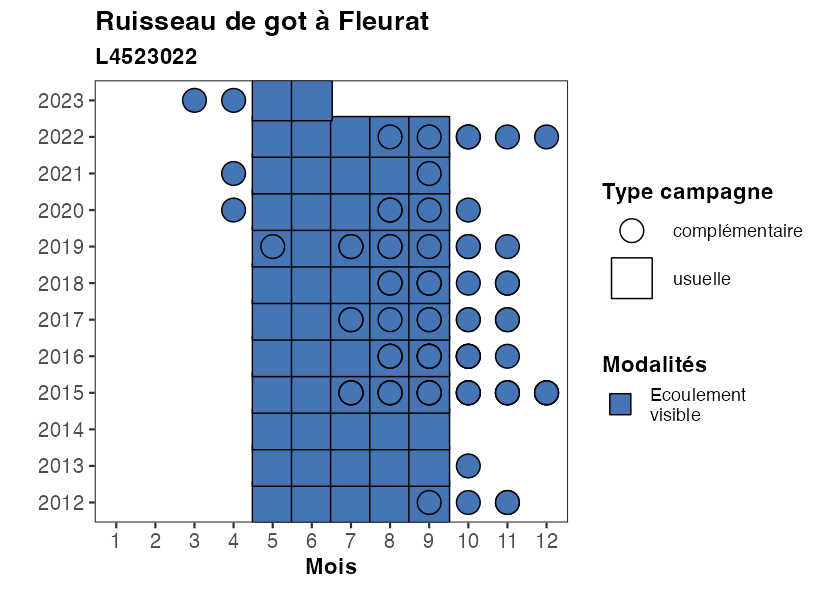 Ruisseau de got à Fleurat
L4523022
2023
2022
2021
2020
2019
2018
2017
2016
2015
2014
2013
2012
1 2 3 4 5 6 7 8 9 10 11 12
Mois
Type campagne
complémentaire
usuelle
Modalités
Ecoulement
visible